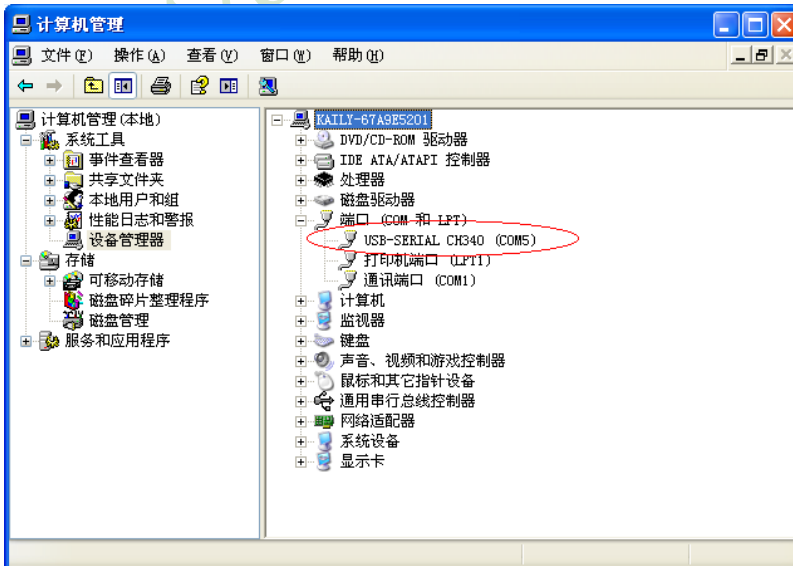 计算机管理
文件(F) 操作(A) 查看(V) 窗口(W) 帮助(H)
计算机管理(本地)
系统工具
事件查看器
共享文件夹
本地用户和组
性能日志和警报
设备管理器
存储
可移动存储
磁盘碎片整理程序
磁盘管理
服务和应用程序
KAILY-67A9E5201
DVD/CD-ROM 驱动器
IDE ATA/ATAPI 控制器
处理器
磁盘驱动器
端口 (COM 和 LPT)
USB-SERIAL CH340 (COM5)
打印机端口 (LPT1)
通讯端口 (COM1)
计算机
监视器
键盘
声音、视频和游戏控制器
鼠标和其它指针设备
通用串行总线控制器
网络适配器
系统设备
显示卡